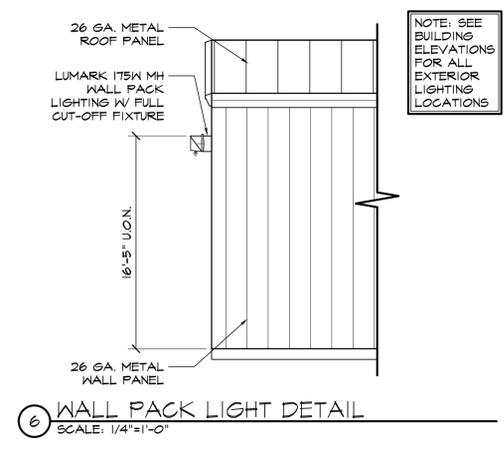 26 GA. METAL
ROOF PANEL
NOTE: SEE
BUILDING
ELEVATIONS
FOR ALL
EXTERIOR
LIGHTING
LOCATIONS
LUMARK 175W MH
WALL PACK
LIGHTING W/ FULL
CUT-OFF FIXTURE
16'-5" U.O.N.
26 GA. METAL
WALL PANEL
6 WALL PACK LIGHT DETAIL
SCALE: 1/4"=1'-0"